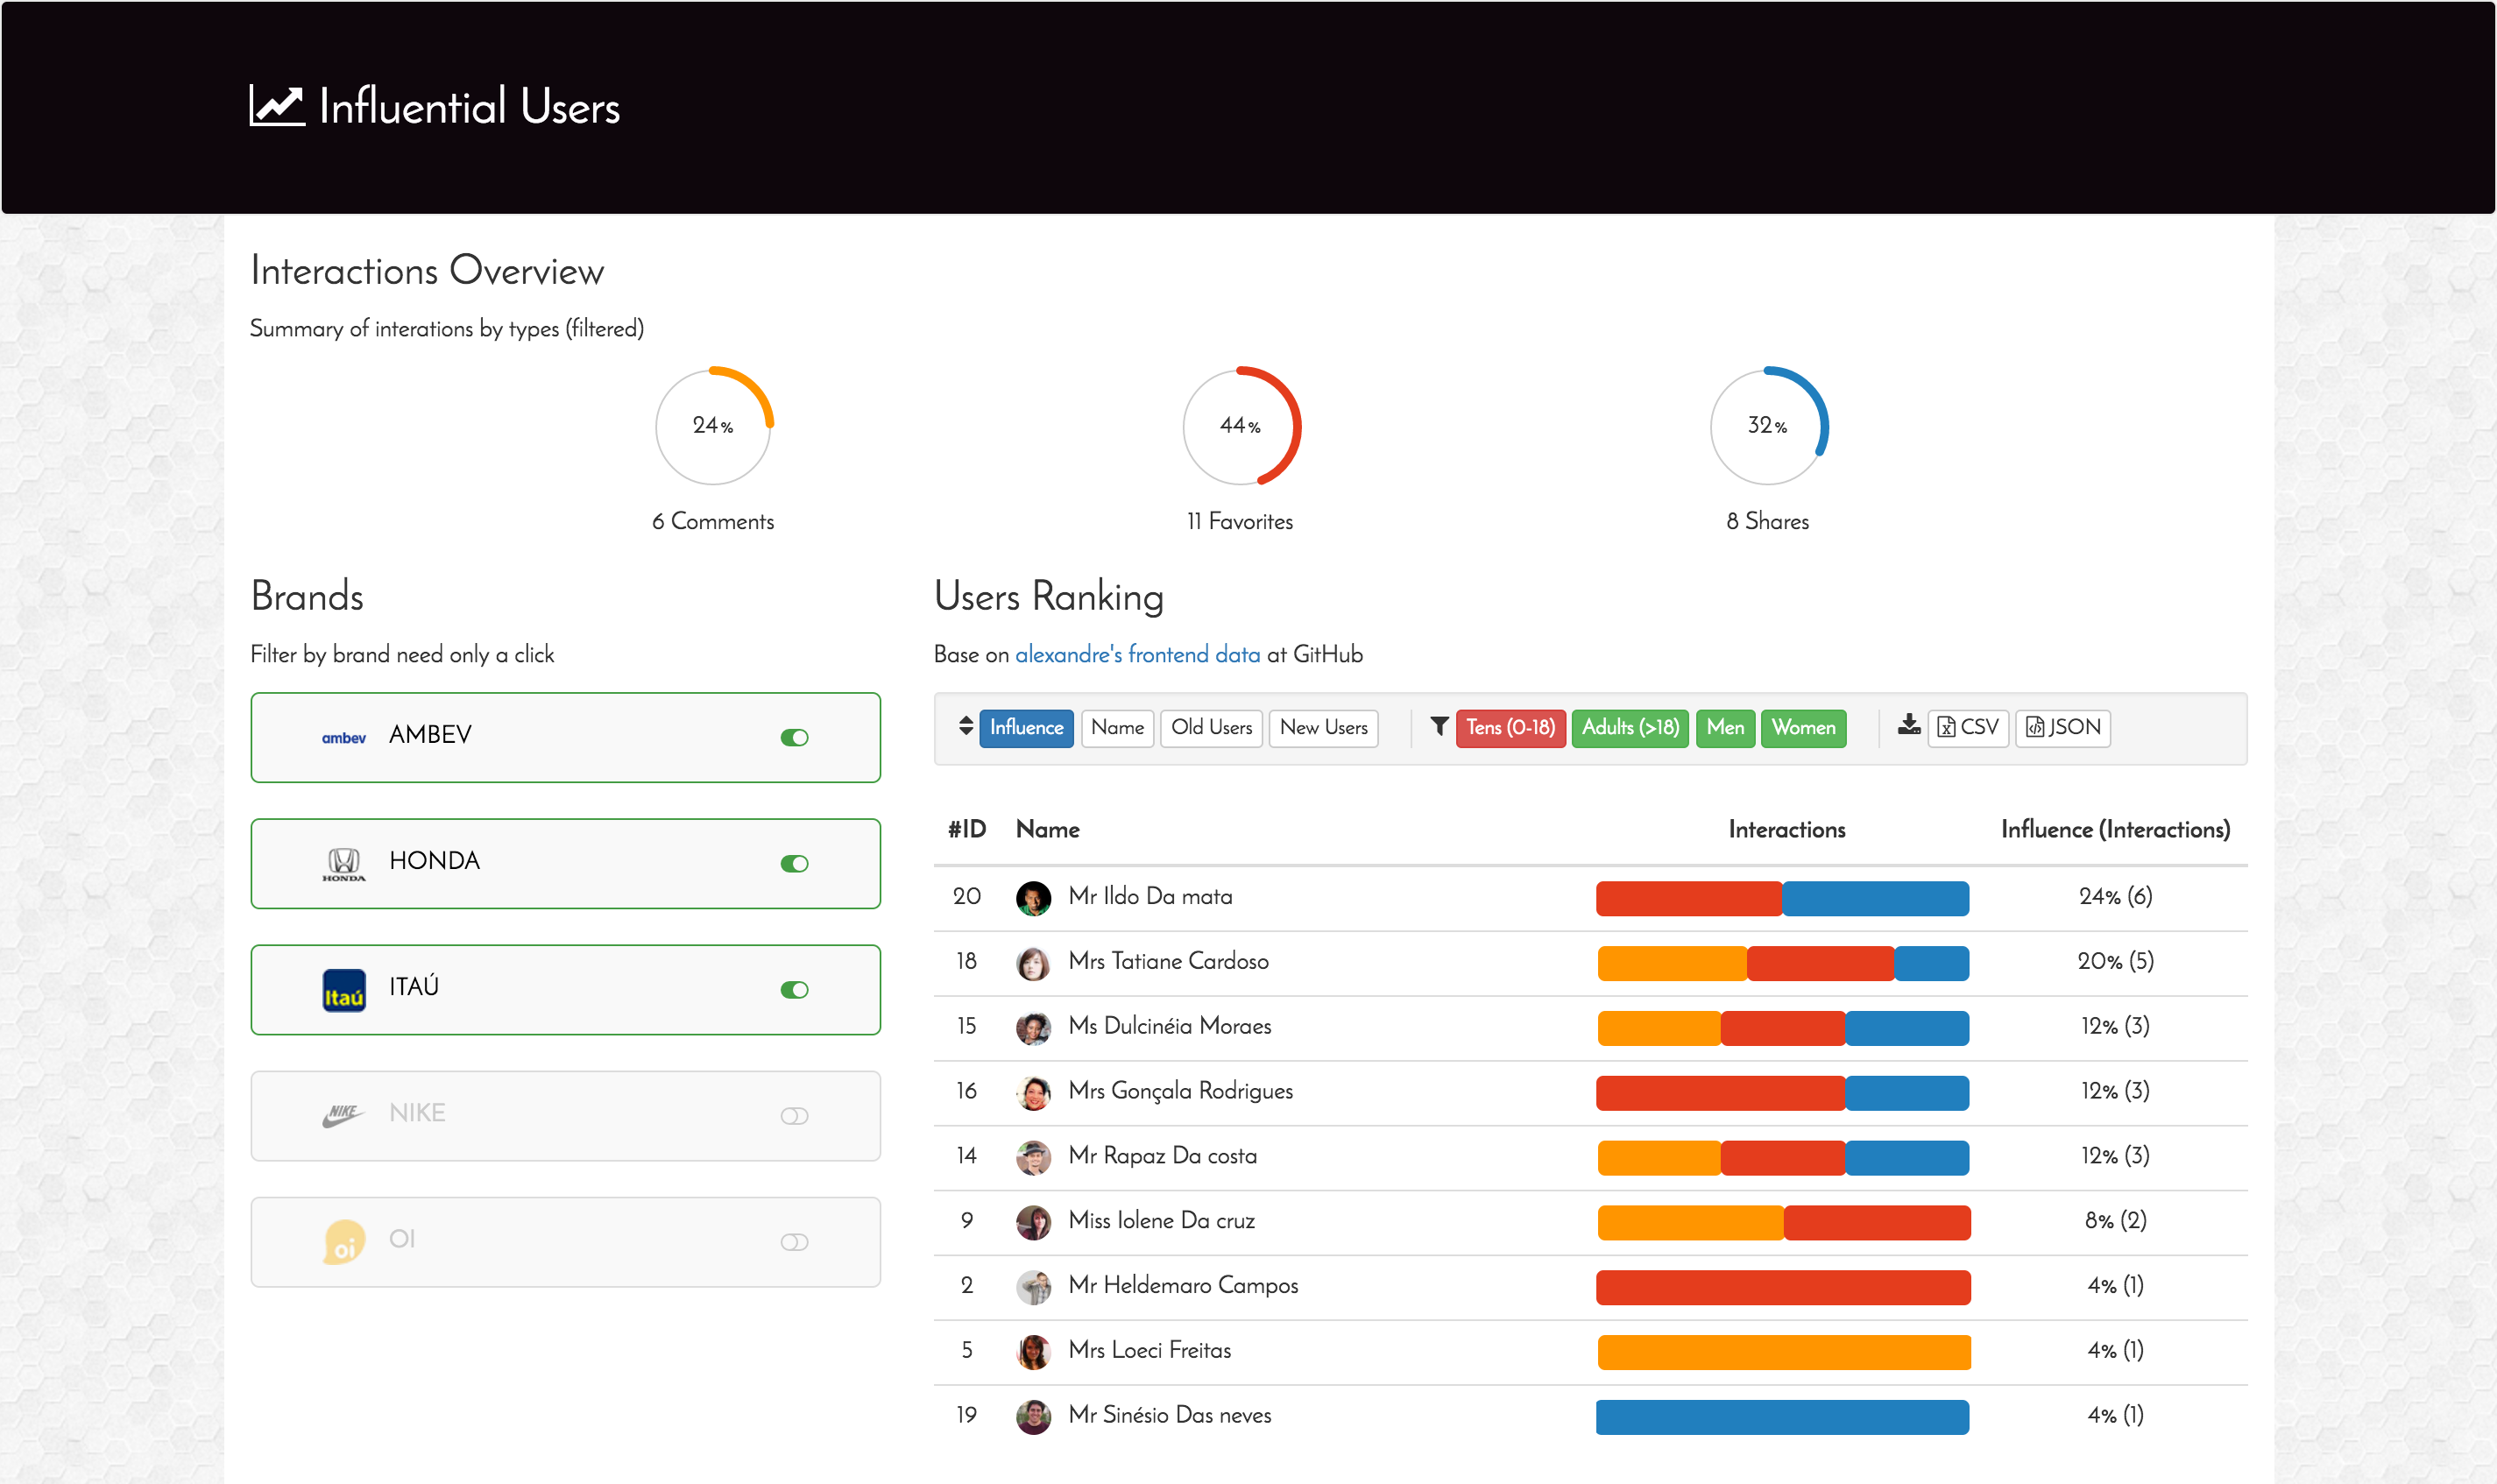 Influential Users
Interactions Overview
Summary of interations by types (filtered)
24%
44%
32%
6 Comments
11 Favorites
8 Shares
Brands
Filter by brand need only a click
ambev AMBEV
HONDA HONDA
Itaú ITAÚ
NIKE NIKE
oi OI
Users Ranking
Base on alexandre's frontend data at GitHub
Influence Name Old Users New Users Tens (0-18) Adults (>18) Men Women CSV JSON
#ID Name Interactions Influence (Interactions)
20 Mr Ildo Da mata 24% (6)
18 Mrs Tatiane Cardoso 20% (5)
15 Ms Dulcinéia Moraes 12% (3)
16 Mrs Gonçala Rodrigues 12% (3)
14 Mr Rapaz Da costa 12% (3)
9 Miss Iolene Da cruz 8% (2)
2 Mr Heldemaro Campos 4% (1)
5 Mrs Loeci Freitas 4% (1)
19 Mr Sinésio Das neves 4% (1)